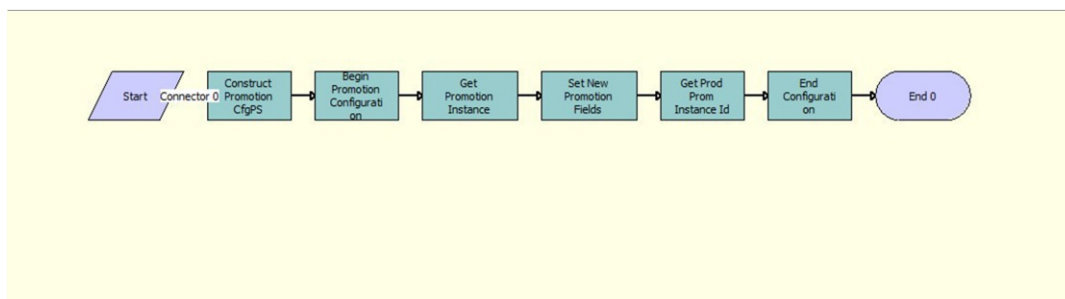 Start
Connector 0
Construct
Promotion
CfgPS
Begin
Promotion
Configurati
on
Get
Promotion
Instance
Set New
Promotion
Fields
Get Prod
Prom
Instance Id
End
Configurati
on
End 0